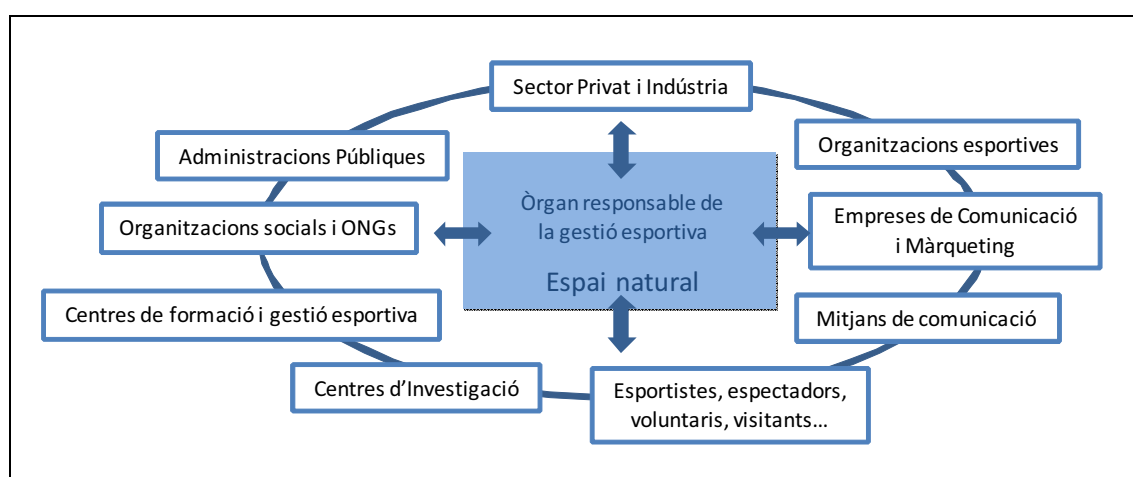 Sector Privat i Indústria
Administracions Públiques
Organitzacions esportives
Organitzacions socials i ONGs
Òrgan responsable de
la gestió esportiva
Espai natural
Empreses de Comunicació
i Màrqueting
Centres de formació i gestió esportiva
Mitjans de comunicació
Centres d’Investigació
Esportistes, espectadors,
voluntaris, visitants…